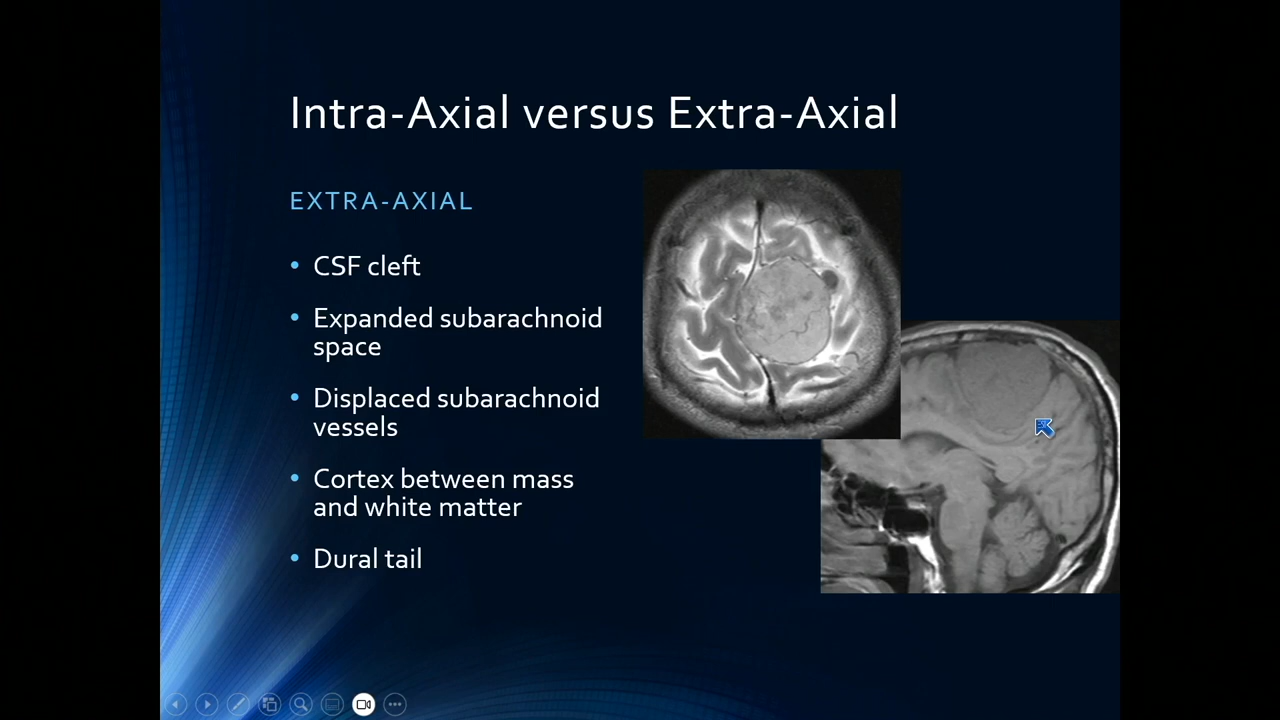 Intra-Axial versus Extra-Axial
EXTRA-AXIAL
• CSF cleft
• Expanded subarachnoid
space
• Displaced subarachnoid
vessels
• Cortex between mass
and white matter
• Dural tail